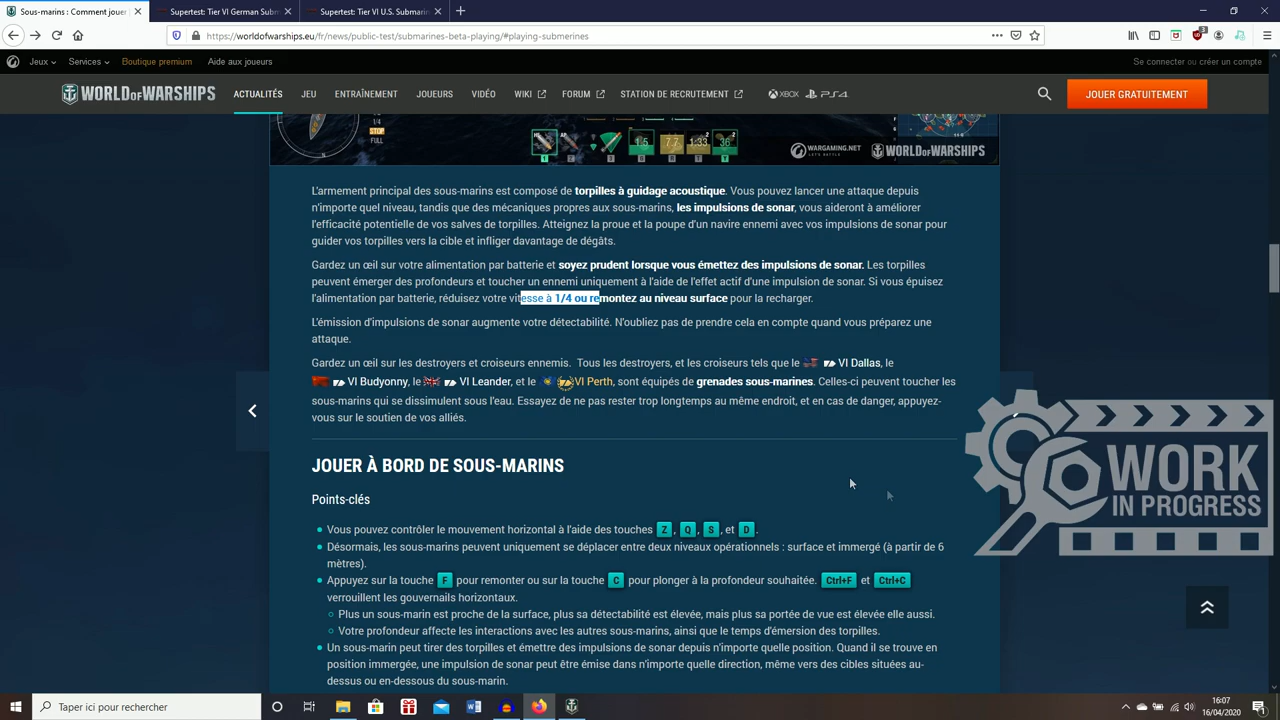 Sous-marins : Comment jouer
Supertest: Tier VI German Subm
Supertest: Tier VI U.S. Submarin
https://worldofwarships.eu/fr/news/public-test/submarines-beta-playing/#playing-submerines
Jeux Services Boutique premium Aide aux joueurs Se connecter ou créer un compte
WORLD OF WARSHIPS ACTUALITÉS JEU ENTRAÎNEMENT JOUEURS VIDÉO WIKI FORUM STATION DE RECRUTEMENT XBOX PS4 JOUER GRATUITEMENT
1/4
STOP
FULL
HE AP 1:5 7.7 1:33 2 36 2
WARGAMING.NET
LET'S BATTLE
WORLD OF WARSHIPS
L'armement principal des sous-marins est composé de torpilles à guidage acoustique. Vous pouvez lancer une attaque depuis
n'importe quel niveau, tandis que des mécaniques propres aux sous-marins, les impulsions de sonar, vous aideront à améliorer
l'efficacité potentielle de vos salves de torpilles. Atteignez la proue et la poupe d'un navire ennemi avec vos impulsions de sonar pour
guider vos torpilles vers la cible et infliger davantage de dégâts.
Gardez un œil sur votre alimentation par batterie et soyez prudent lorsque vous émettez des impulsions de sonar. Les torpilles
peuvent émerger des profondeurs et toucher un ennemi uniquement à l'aide de l'effet actif d'une impulsion de sonar. Si vous épuisez
l'alimentation par batterie, réduisez votre vitesse à 1/4 ou remontez au niveau surface pour la recharger.
L'émission d'impulsions de sonar augmente votre détectabilité. N'oubliez pas de prendre cela en compte quand vous préparez une
attaque.
Gardez un œil sur les destroyers et croiseurs ennemis. Tous les destroyers, et les croiseurs tels que le VI Dallas, le
VI Budyonny, le VI Leander, et le VI Perth, sont équipés de grenades sous-marines. Celles-ci peuvent toucher les
sous-marins qui se dissimulent sous l'eau. Essayez de ne pas rester trop longtemps au même endroit, et en cas de danger, appuyez-
vous sur le soutien de vos alliés.
WORK
IN PROGRESS
JOUER À BORD DE SOUS-MARINS
Points-clés
Vous pouvez contrôler le mouvement horizontal à l'aide des touches Z , Q , S , et D .
Désormais, les sous-marins peuvent uniquement se déplacer entre deux niveaux opérationnels : surface et immergé (à partir de 6
mètres).
Appuyez sur la touche F pour remonter ou sur la touche C pour plonger à la profondeur souhaitée. Ctrl+F et Ctrl+C
verrouillent les gouvernails horizontaux.
Plus un sous-marin est proche de la surface, plus sa détectabilité est élevée, mais plus sa portée de vue est élevée elle aussi.
Votre profondeur affecte les interactions avec les autres sous-marins, ainsi que le temps d'émersion des torpilles.
Un sous-marin peut tirer des torpilles et émettre des impulsions de sonar depuis n'importe quelle position. Quand il se trouve en
position immergée, une impulsion de sonar peut être émise dans n'importe quelle direction, même vers des cibles situées au-
dessus ou en-dessous du sous-marin.
Taper ici pour rechercher
16:07
16/04/2020